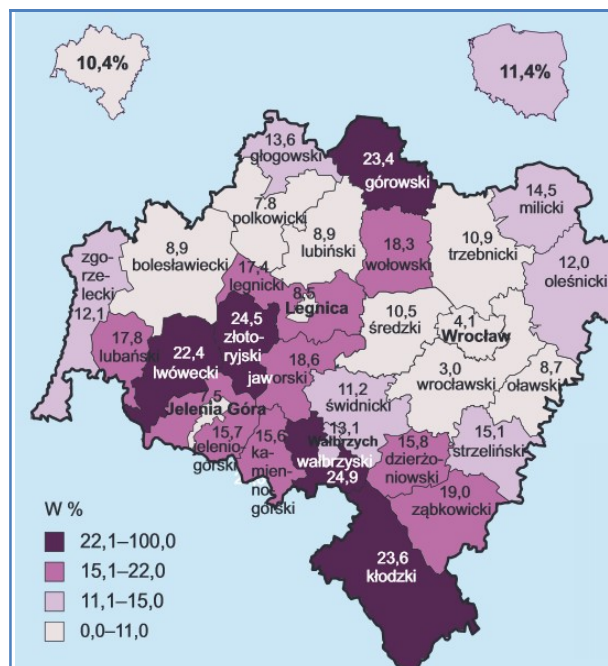 10,4%
11,4%
13,6
głogowski
23,4
górowski
14,5
milicki
7.8
polkowicki
8,9
lubiński
18,3
wołowski
10,9
trzebnicki
12,0
oleśnicki
zgo-
rze-
lecki
12,1
8,9
bolesławiecki
17,4
legnicki
8,5
Legnica
10,5
średzki
4,1
Wrocław
17,8
lubański
22,4
lwówecki
24,5
złoto-
ryjski
18,6
jaworski
3,0
wrocławski
8,7
oławski
7,5
Jelenia Góra
11,2
świdnicki
15,7
jelenio-
górski
15,6
ka-
mien-
nogórski
13,1
Wałbrzych
wałbrzyski
24,9
15,8
dzierżo-
niowski
15,1
strzeliński
19,0
ząbkowicki
23,6
kłodzki
W %
22,1–100,0
15,1–22,0
11,1–15,0
0,0–11,0